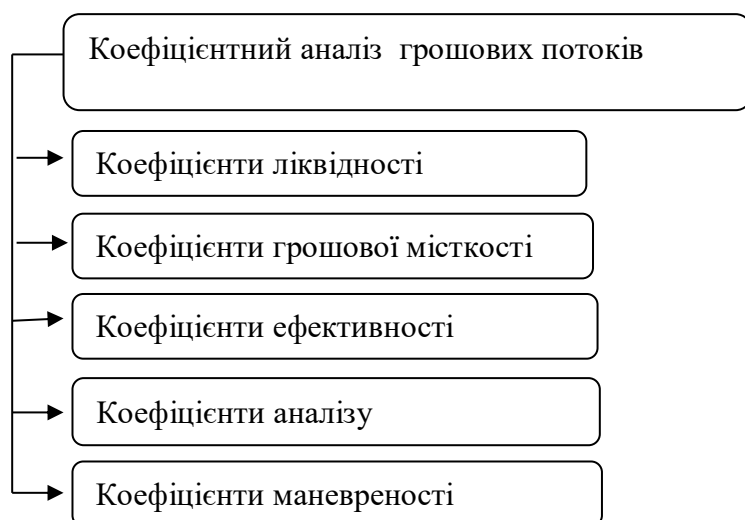 Коефіцієнтний аналіз грошових потоків
Коефіцієнти ліквідності
Коефіцієнти грошової місткості
Коефіцієнти ефективності
Коефіцієнти аналізу
Коефіцієнти маневреності